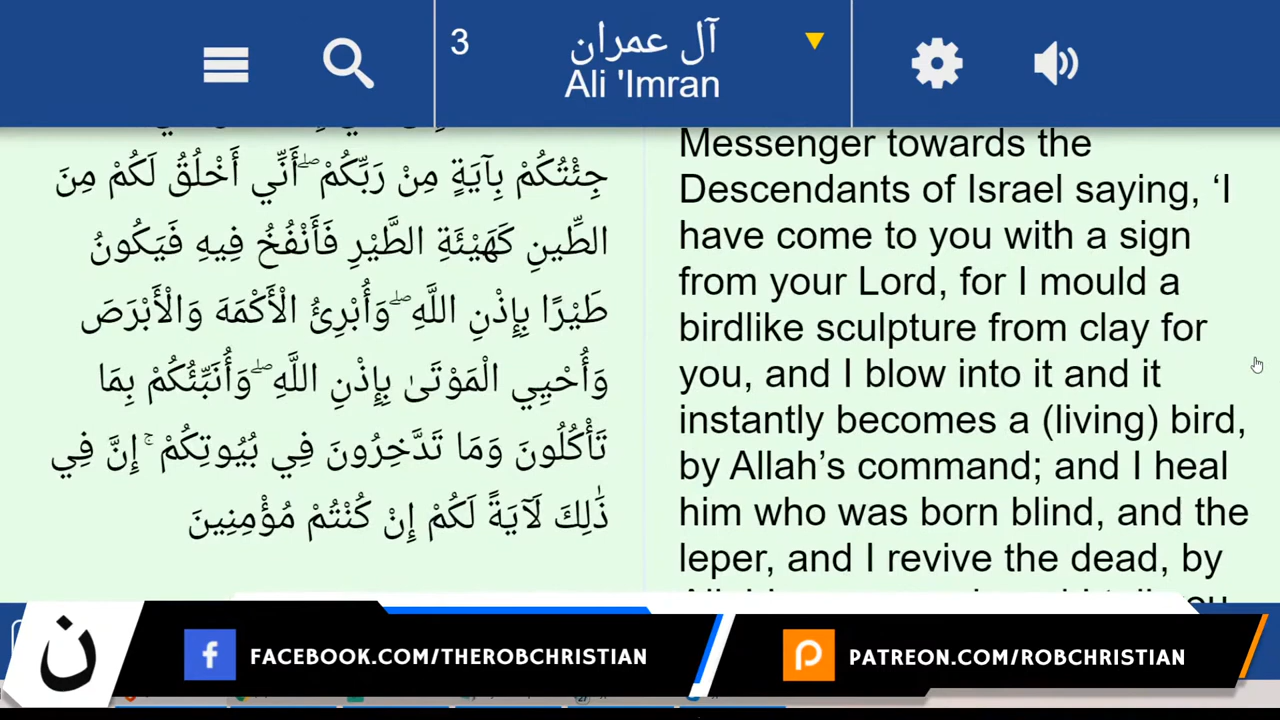 3
آل عمران
Ali 'Imran
جِئْتُكُمْ بِآيَةٍ مِنْ رَبِّكُمْ ۖ أَنِّي أَخْلُقُ لَكُمْ مِنَ
الطِّينِ كَهَيْئَةِ الطَّيْرِ فَأَنْفُخُ فِيهِ فَيَكُونُ
طَيْرًا بِإِذْنِ اللَّهِ ۖ وَأُبْرِئُ الْأَكْمَهَ وَالْأَبْرَصَ
وَأُحْيِي الْمَوْتَىٰ بِإِذْنِ اللَّهِ ۖ وَأُنَبِّئُكُمْ بِمَا
تَأْكُلُونَ وَمَا تَدَّخِرُونَ فِي بُيُوتِكُمْ ۚ إِنَّ فِي
ذَٰلِكَ لَآيَةً لَكُمْ إِنْ كُنْتُمْ مُؤْمِنِينَ
Messenger towards the
Descendants of Israel saying, ‘I
have come to you with a sign
from your Lord, for I mould a
birdlike sculpture from clay for
you, and I blow into it and it
instantly becomes a (living) bird,
by Allah’s command; and I heal
him who was born blind, and the
leper, and I revive the dead, by
ن
f
FACEBOOK.COM/THEROBCHRISTIAN
PATREON.COM/ROBCHRISTIAN